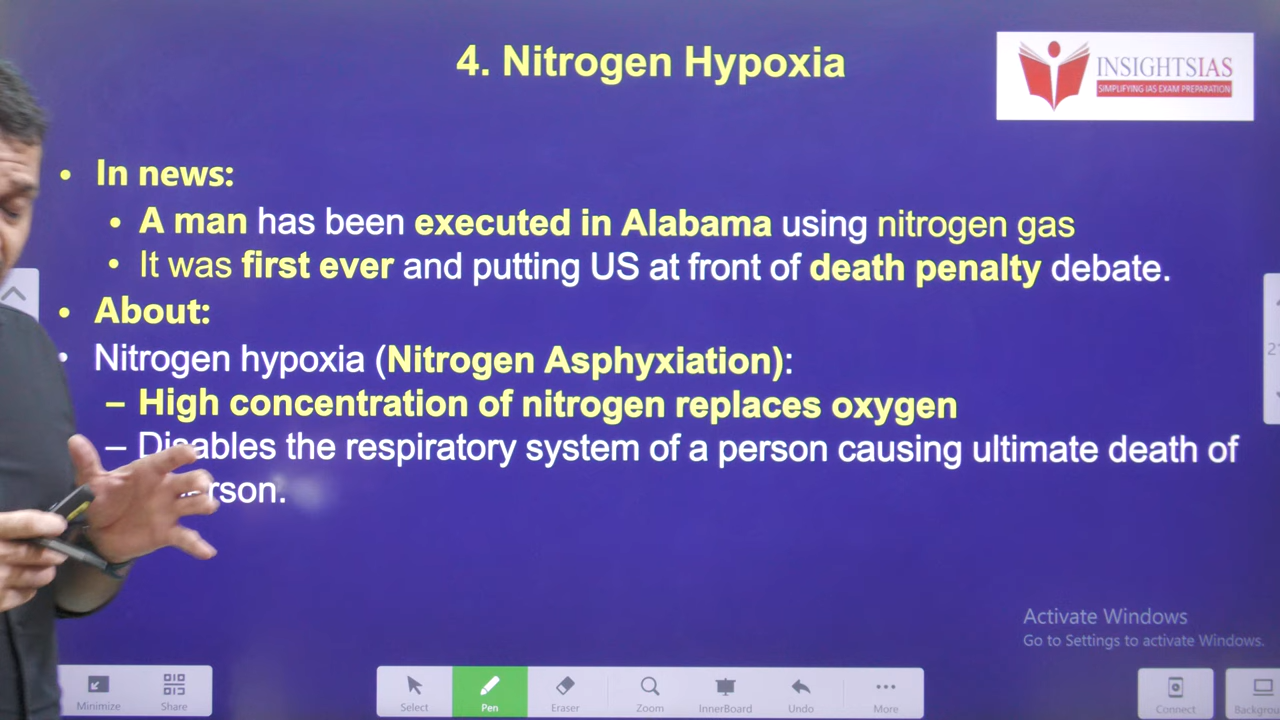 4. Nitrogen Hypoxia
INSIGHTSIAS
SIMPLIFYING IAS EXAM PREPARATION
• In news:
• A man has been executed in Alabama using nitrogen gas
• It was first ever and putting US at front of death penalty debate.
• About:
• Nitrogen hypoxia (Nitrogen Asphyxiation):
– High concentration of nitrogen replaces oxygen
– Disables the respiratory system of a person causing ultimate death of
Activate Windows
Go to Settings to activate Windows.
Minimize
Share
Select
Pen
Eraser
Zoom
InnerBoard
Undo
More
Connect